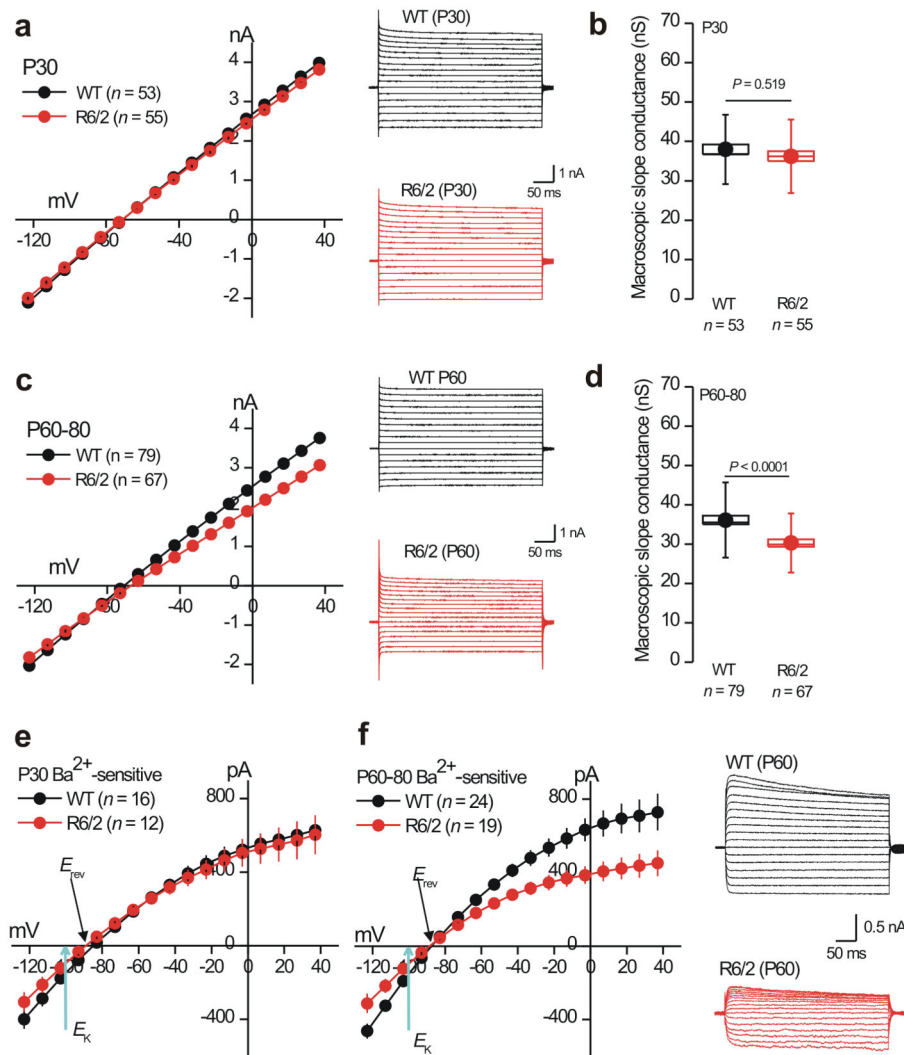 a
nA
P30
WT (n = 53)
R6/2 (n = 55)
4
3
2
1
0
-1
-2
mV
-120
-80
-40
0
40
WT (P30)
1 nA
50 ms
R6/2 (P30)
b
Macroscopic slope conductance (nS)
70
60
50
40
30
20
10
0
P30
P = 0.519
WT
n = 53
R6/2
n = 55
c
nA
P60-80
WT (n = 79)
R6/2 (n = 67)
4
3
2
1
0
-1
-2
mV
-120
-80
-40
0
40
WT P60
1 nA
50 ms
R6/2 (P60)
d
Macroscopic slope conductance (nS)
70
60
50
40
30
20
10
0
P60-80
P < 0.0001
WT
n = 79
R6/2
n = 67
e
P30 Ba2+-sensitive
WT (n = 16)
R6/2 (n = 12)
pA
800
400
0
-400
Erev
mV
-120 -100 -80 -60 -40 -20 0 20 40
EK
f
P60-80 Ba2+-sensitive
WT (n = 24)
R6/2 (n = 19)
pA
800
400
0
-400
Erev
mV
-120 -100 -80 -60 -40 -20 0 20 40
EK
WT (P60)
0.5 nA
50 ms
R6/2 (P60)